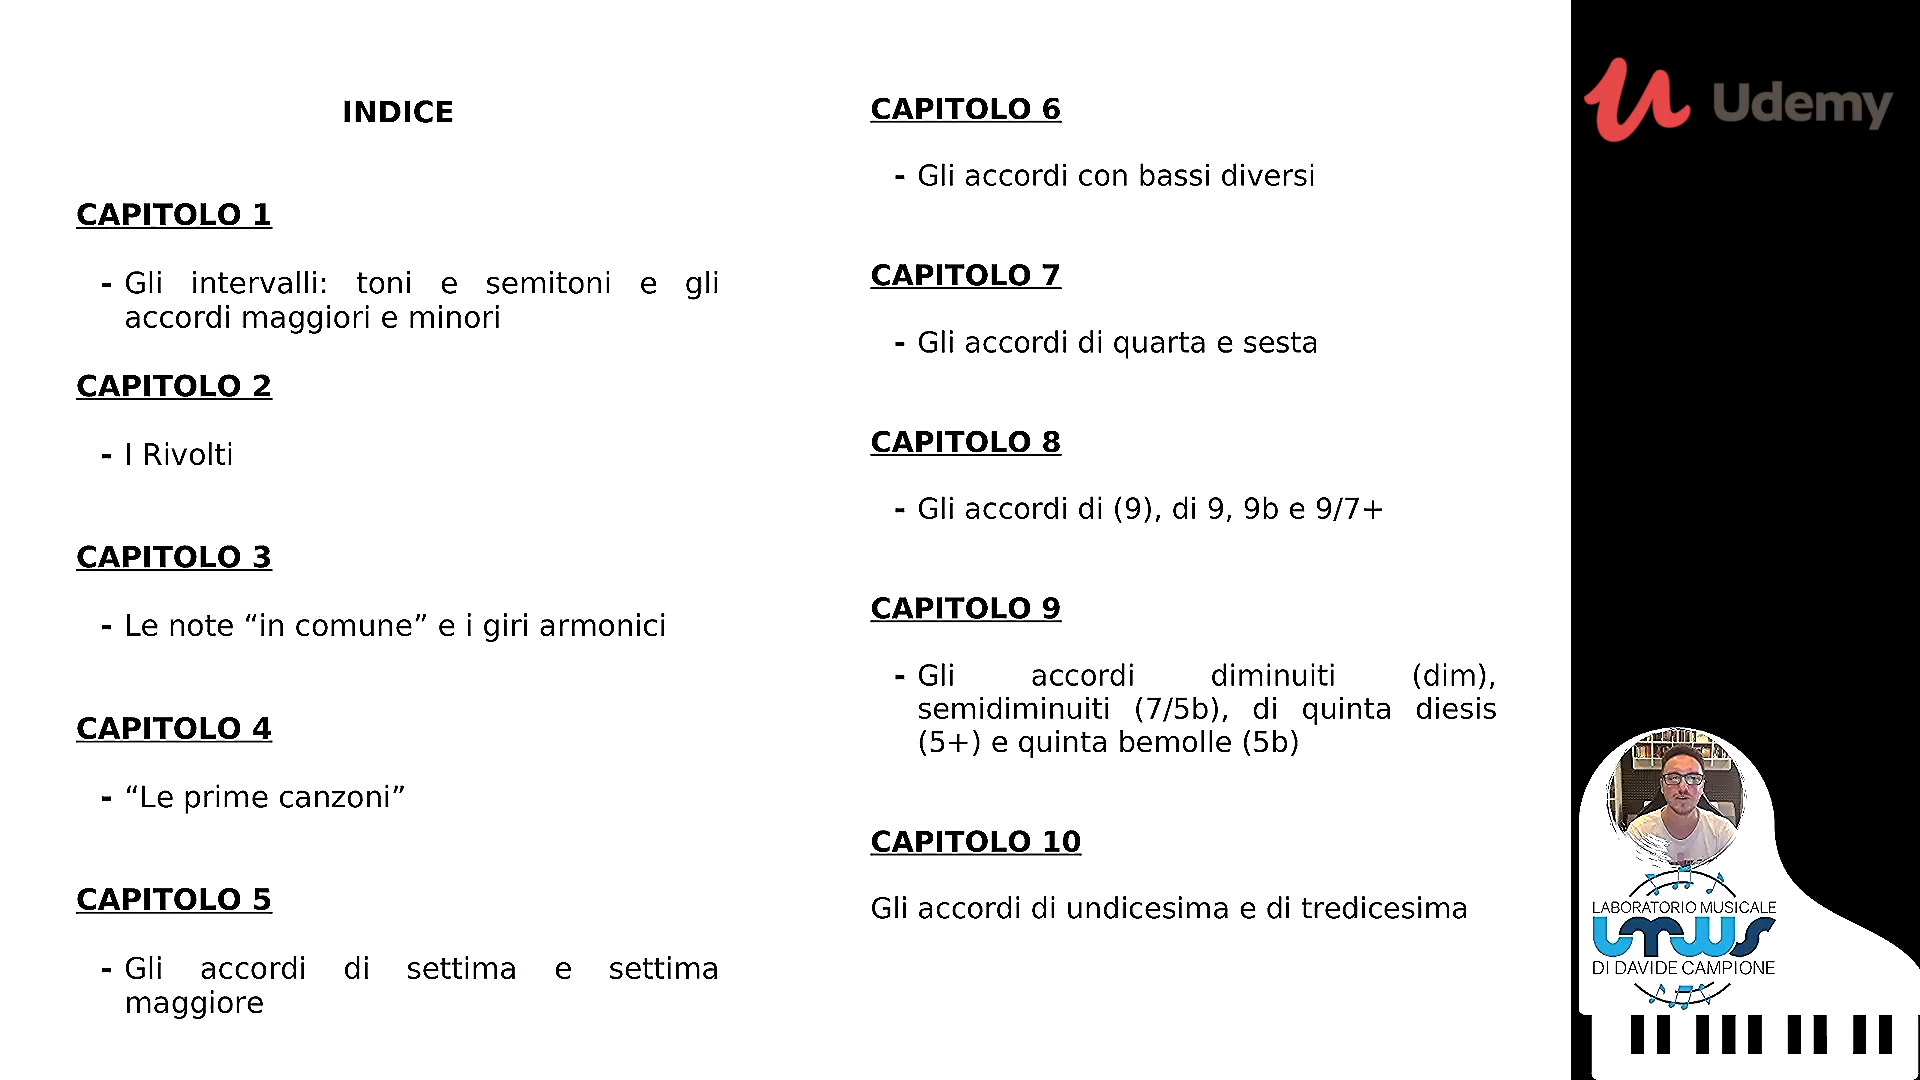 INDICE
CAPITOLO 1
- Gli intervalli: toni e semitoni e gli
accordi maggiori e minori
CAPITOLO 2
- I Rivolti
CAPITOLO 3
- Le note “in comune” e i giri armonici
CAPITOLO 4
- “Le prime canzoni”
CAPITOLO 5
- Gli accordi di settima e settima
maggiore
CAPITOLO 6
- Gli accordi con bassi diversi
CAPITOLO 7
- Gli accordi di quarta e sesta
CAPITOLO 8
- Gli accordi di (9), di 9, 9b e 9/7+
CAPITOLO 9
- Gli accordi diminuiti (dim),
semidiminuiti (7/5b), di quinta diesis
(5+) e quinta bemolle (5b)
CAPITOLO 10
Gli accordi di undicesima e di tredicesima
Udemy
LABORATORIO MUSICALE
DI DAVIDE CAMPIONE